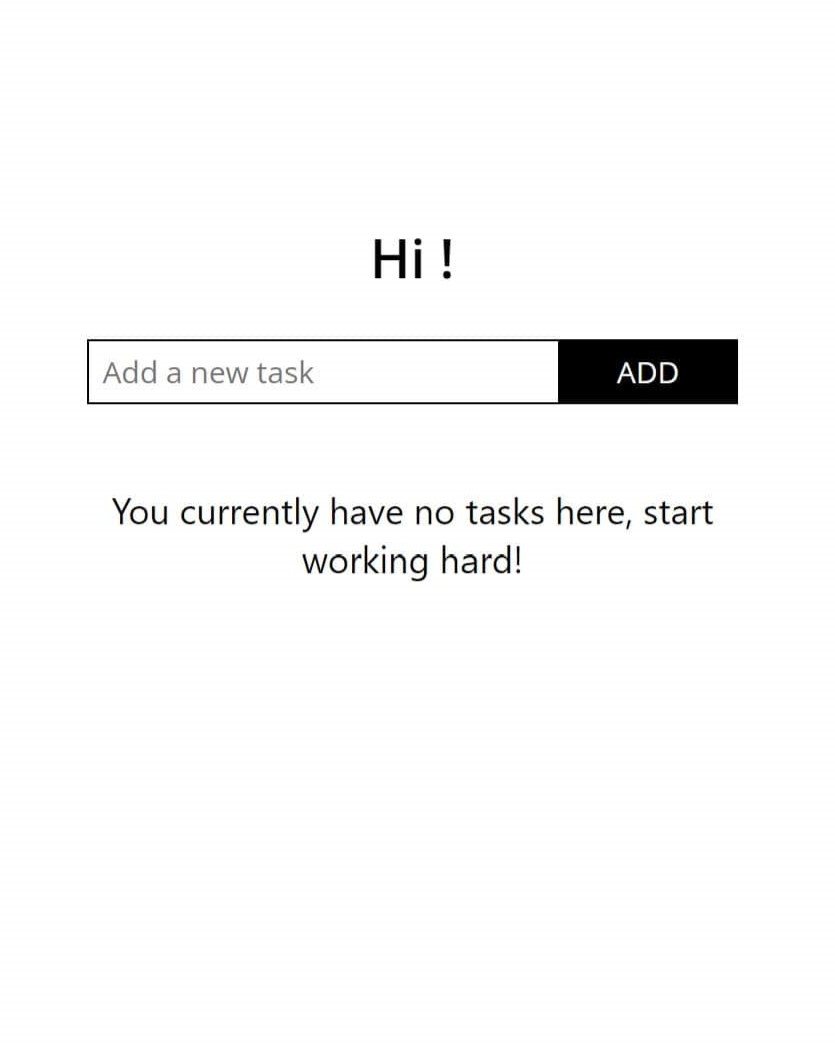 Hi !
Add a new task
ADD
You currently have no tasks here, start
working hard!